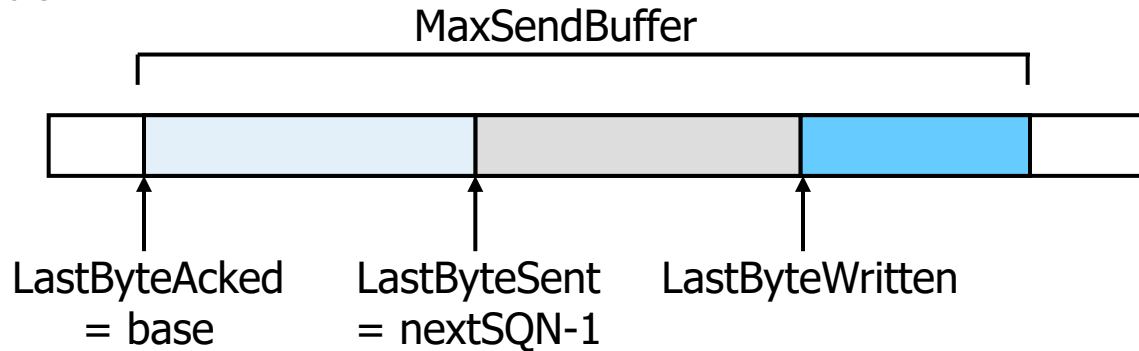 MaxSendBuffer
LastByteAcked LastByteSent LastByteWritten
= base = nextSQN-1